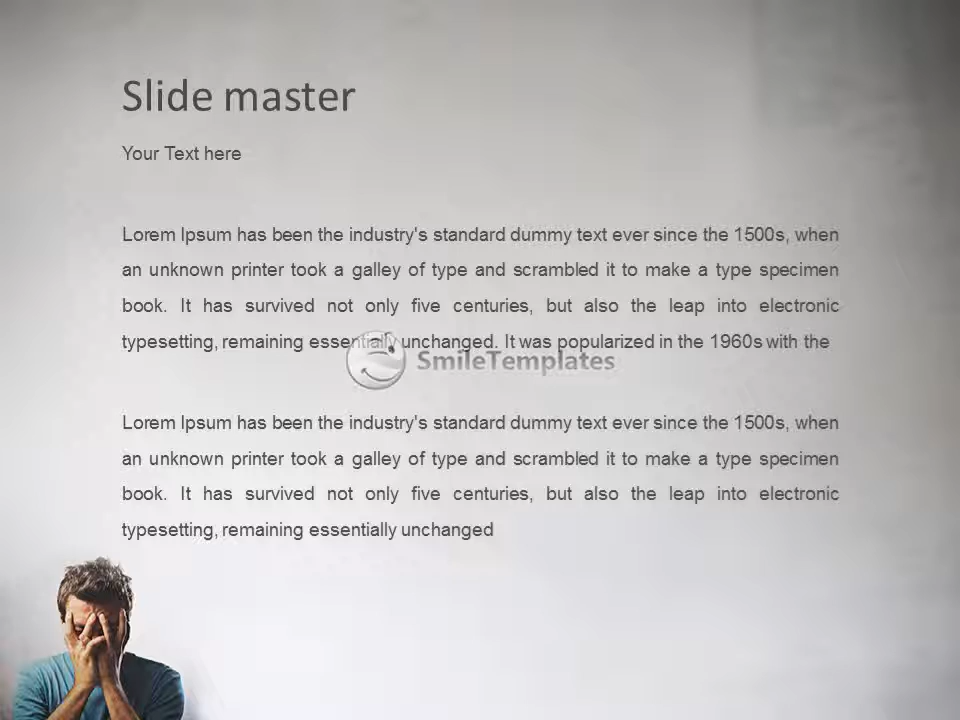 Slide master
Your Text here
Lorem Ipsum has been the industry's standard dummy text ever since the 1500s, when
an unknown printer took a galley of type and scrambled it to make a type specimen
book. It has survived not only five centuries, but also the leap into electronic
typesetting, remaining essentially unchanged. It was popularized in the 1960s with the
SmileTemplates
Lorem Ipsum has been the industry's standard dummy text ever since the 1500s, when
an unknown printer took a galley of type and scrambled it to make a type specimen
book. It has survived not only five centuries, but also the leap into electronic
typesetting, remaining essentially unchanged